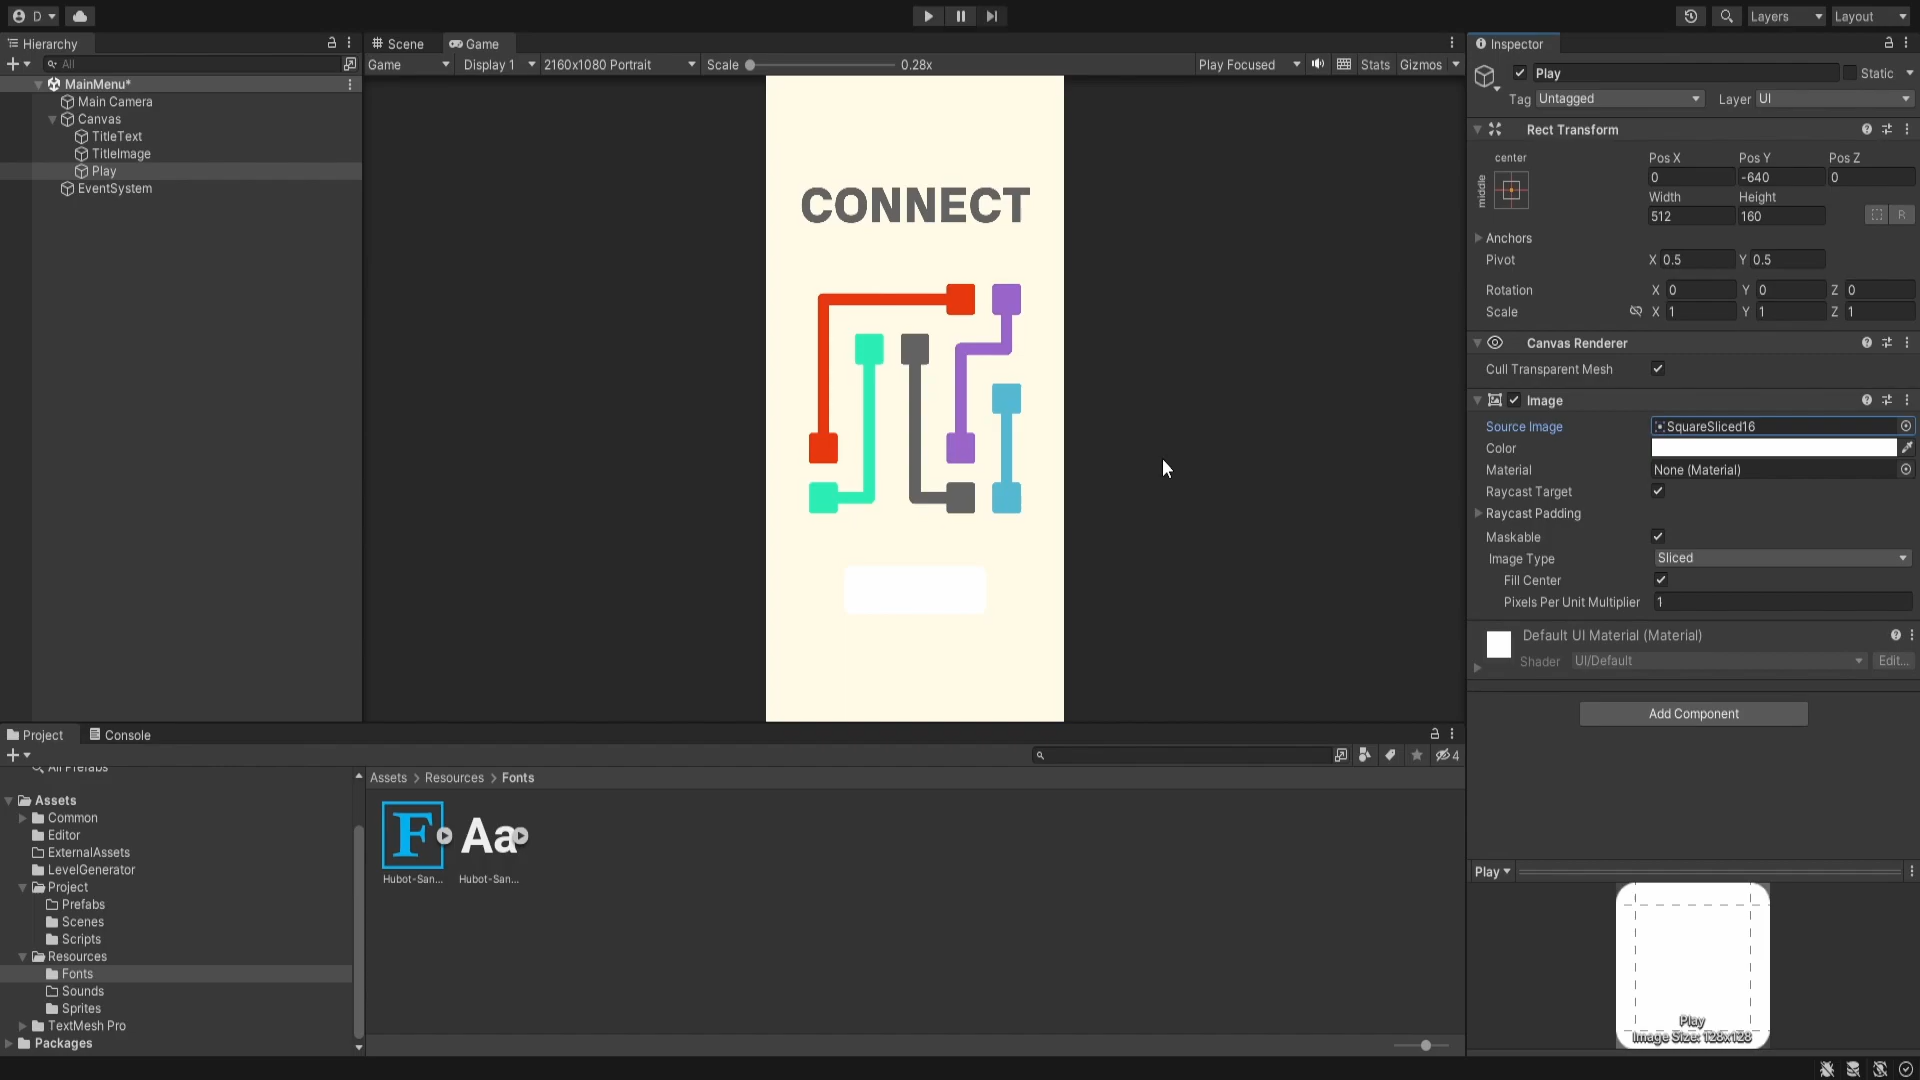 D
Layers
Layout
Hierarchy
All
MainMenu*
Main Camera
Canvas
TitleText
TitleImage
Play
EventSystem
Scene
Game
Game
Display 1
2160x1080 Portrait
Scale
0.28x
Play Focused
Stats
Gizmos
CONNECT
Inspector
Play
Static
Tag
Untagged
Layer
UI
Rect Transform
center
middle
Pos X
Pos Y
Pos Z
0
-640
0
Width
Height
512
160
R
Anchors
Pivot
X 0.5
Y 0.5
Rotation
X 0
Y 0
Z 0
Scale
X 1
Y 1
Z 1
Canvas Renderer
Cull Transparent Mesh
Image
Source Image
SquareSliced16
Color
Material
None (Material)
Raycast Target
Raycast Padding
Maskable
Image Type
Sliced
Fill Center
Pixels Per Unit Multiplier
1
Default UI Material (Material)
Shader
UI/Default
Edit...
Add Component
Play
Play
Image Size: 128x128
Project
Console
4
All Prefabs
Assets
Common
Editor
ExternalAssets
LevelGenerator
Project
Prefabs
Scenes
Scripts
Resources
Fonts
Sounds
Sprites
TextMesh Pro
Packages
Assets > Resources > Fonts
F
Aa
Hubot-San...
Hubot-San...